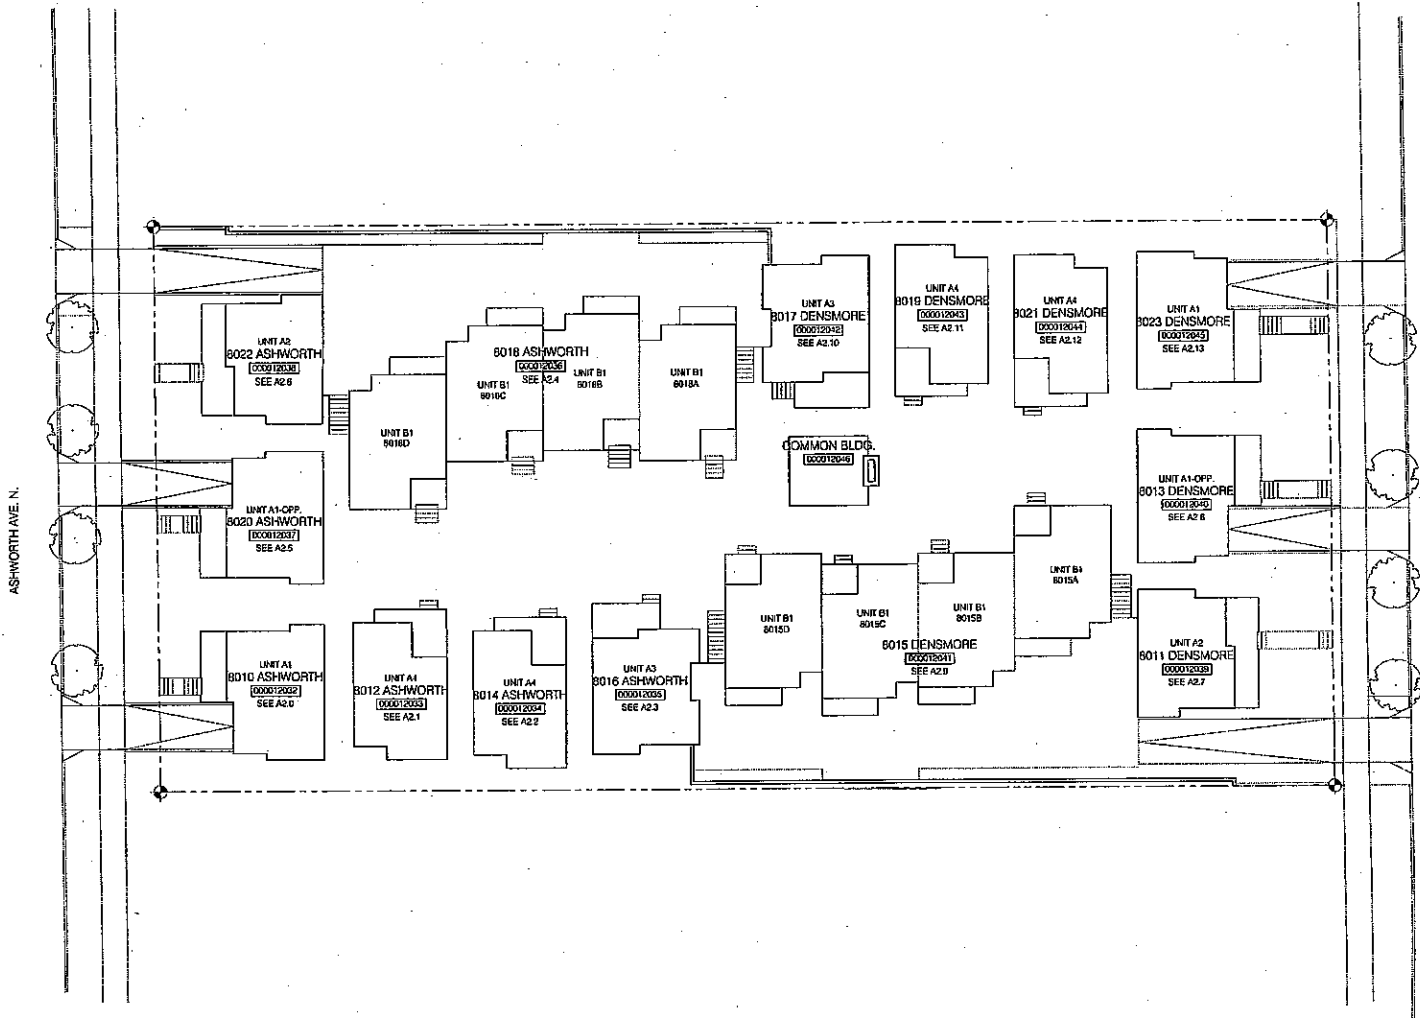 ASHWORTH AVE. N.
UNIT A2
8022 ASHWORTH
000012038
SEE A2.6
UNIT B1
8018D
UNIT B1
8018C
8018 ASHWORTH
000012036
SEE A2.4
UNIT B1
8018B
UNIT B1
8018A
UNIT A3
8017 DENSMORE
000012042
SEE A2.10
UNIT A4
8019 DENSMORE
000012043
SEE A2.11
UNIT A4
8021 DENSMORE
000012044
SEE A2.12
UNIT A1
8023 DENSMORE
000012045
SEE A2.13
COMMON BLDG.
000012046
UNIT A1-OPP.
8020 ASHWORTH
000012037
SEE A2.5
UNIT A1-OPP.
8013 DENSMORE
000012040
SEE A2.8
UNIT B1
8015D
UNIT B1
8015C
UNIT B1
8015B
UNIT B1
8015A
8015 DENSMORE
000012041
SEE A2.9
UNIT A1
8010 ASHWORTH
000012032
SEE A2.0
UNIT A4
8012 ASHWORTH
000012033
SEE A2.1
UNIT A4
8014 ASHWORTH
000012034
SEE A2.2
UNIT A3
8016 ASHWORTH
000012035
SEE A2.3
UNIT A2
8011 DENSMORE
000012039
SEE A2.7